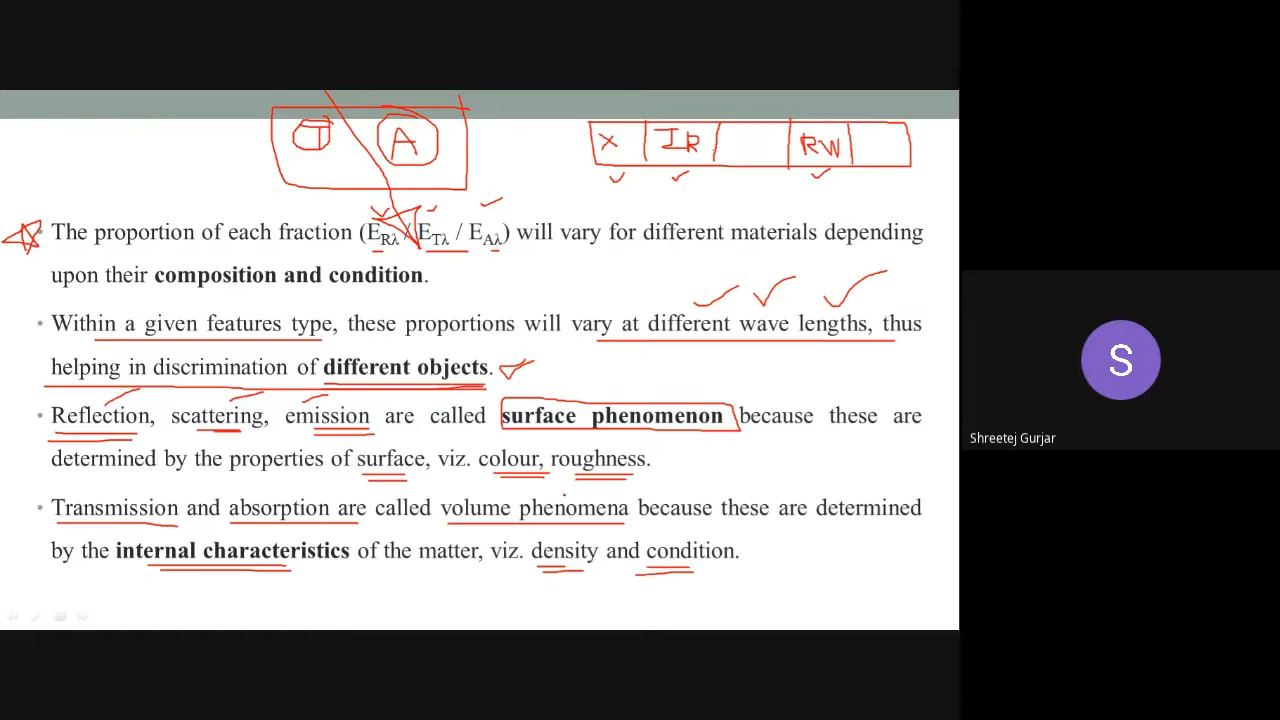 T A
X IR RW
• The proportion of each fraction (E_Rλ / E_Tλ / E_Aλ) will vary for different materials depending
upon their composition and condition.
• Within a given features type, these proportions will vary at different wave lengths, thus
helping in discrimination of different objects.
• Reflection, scattering, emission are called surface phenomenon because these are
determined by the properties of surface, viz. colour, roughness.
• Transmission and absorption are called volume phenomena because these are determined
by the internal characteristics of the matter, viz. density and condition.
S
Shreetej Gurjar